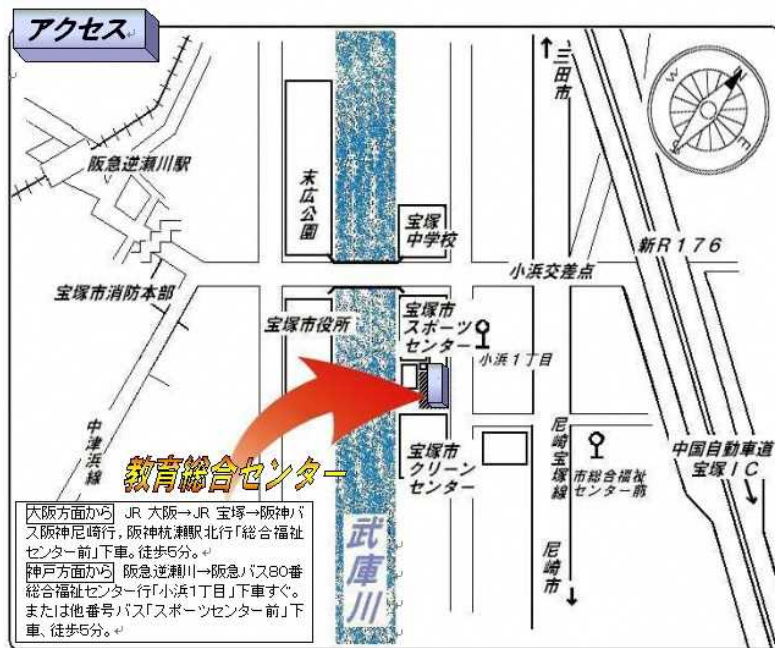 アクセス
三田市
W
N
S
E
阪急逆瀬川駅
末広公園
宝塚
中学校
新R176
小浜交差点
宝塚市消防本部
宝塚市役所
宝塚市
スポーツ
センター
小浜1丁目
中津浜線
教育総合センター
宝塚市
クリーン
センター
尼崎宝塚線
市総合福祉
センター前
中国自動車道
宝塚IC
武庫川
尼崎市
大阪方面から JR 大阪→JR 宝塚→阪神バ
ス阪神尼崎行，阪神杭瀬駅北行「総合福祉
センター前」下車。徒歩5分。
神戸方面から 阪急逆瀬川→阪急バス80番
総合福祉センター行「小浜1丁目」下車すぐ。
または他番号バス「スポーツセンター前」下
車、徒歩5分。